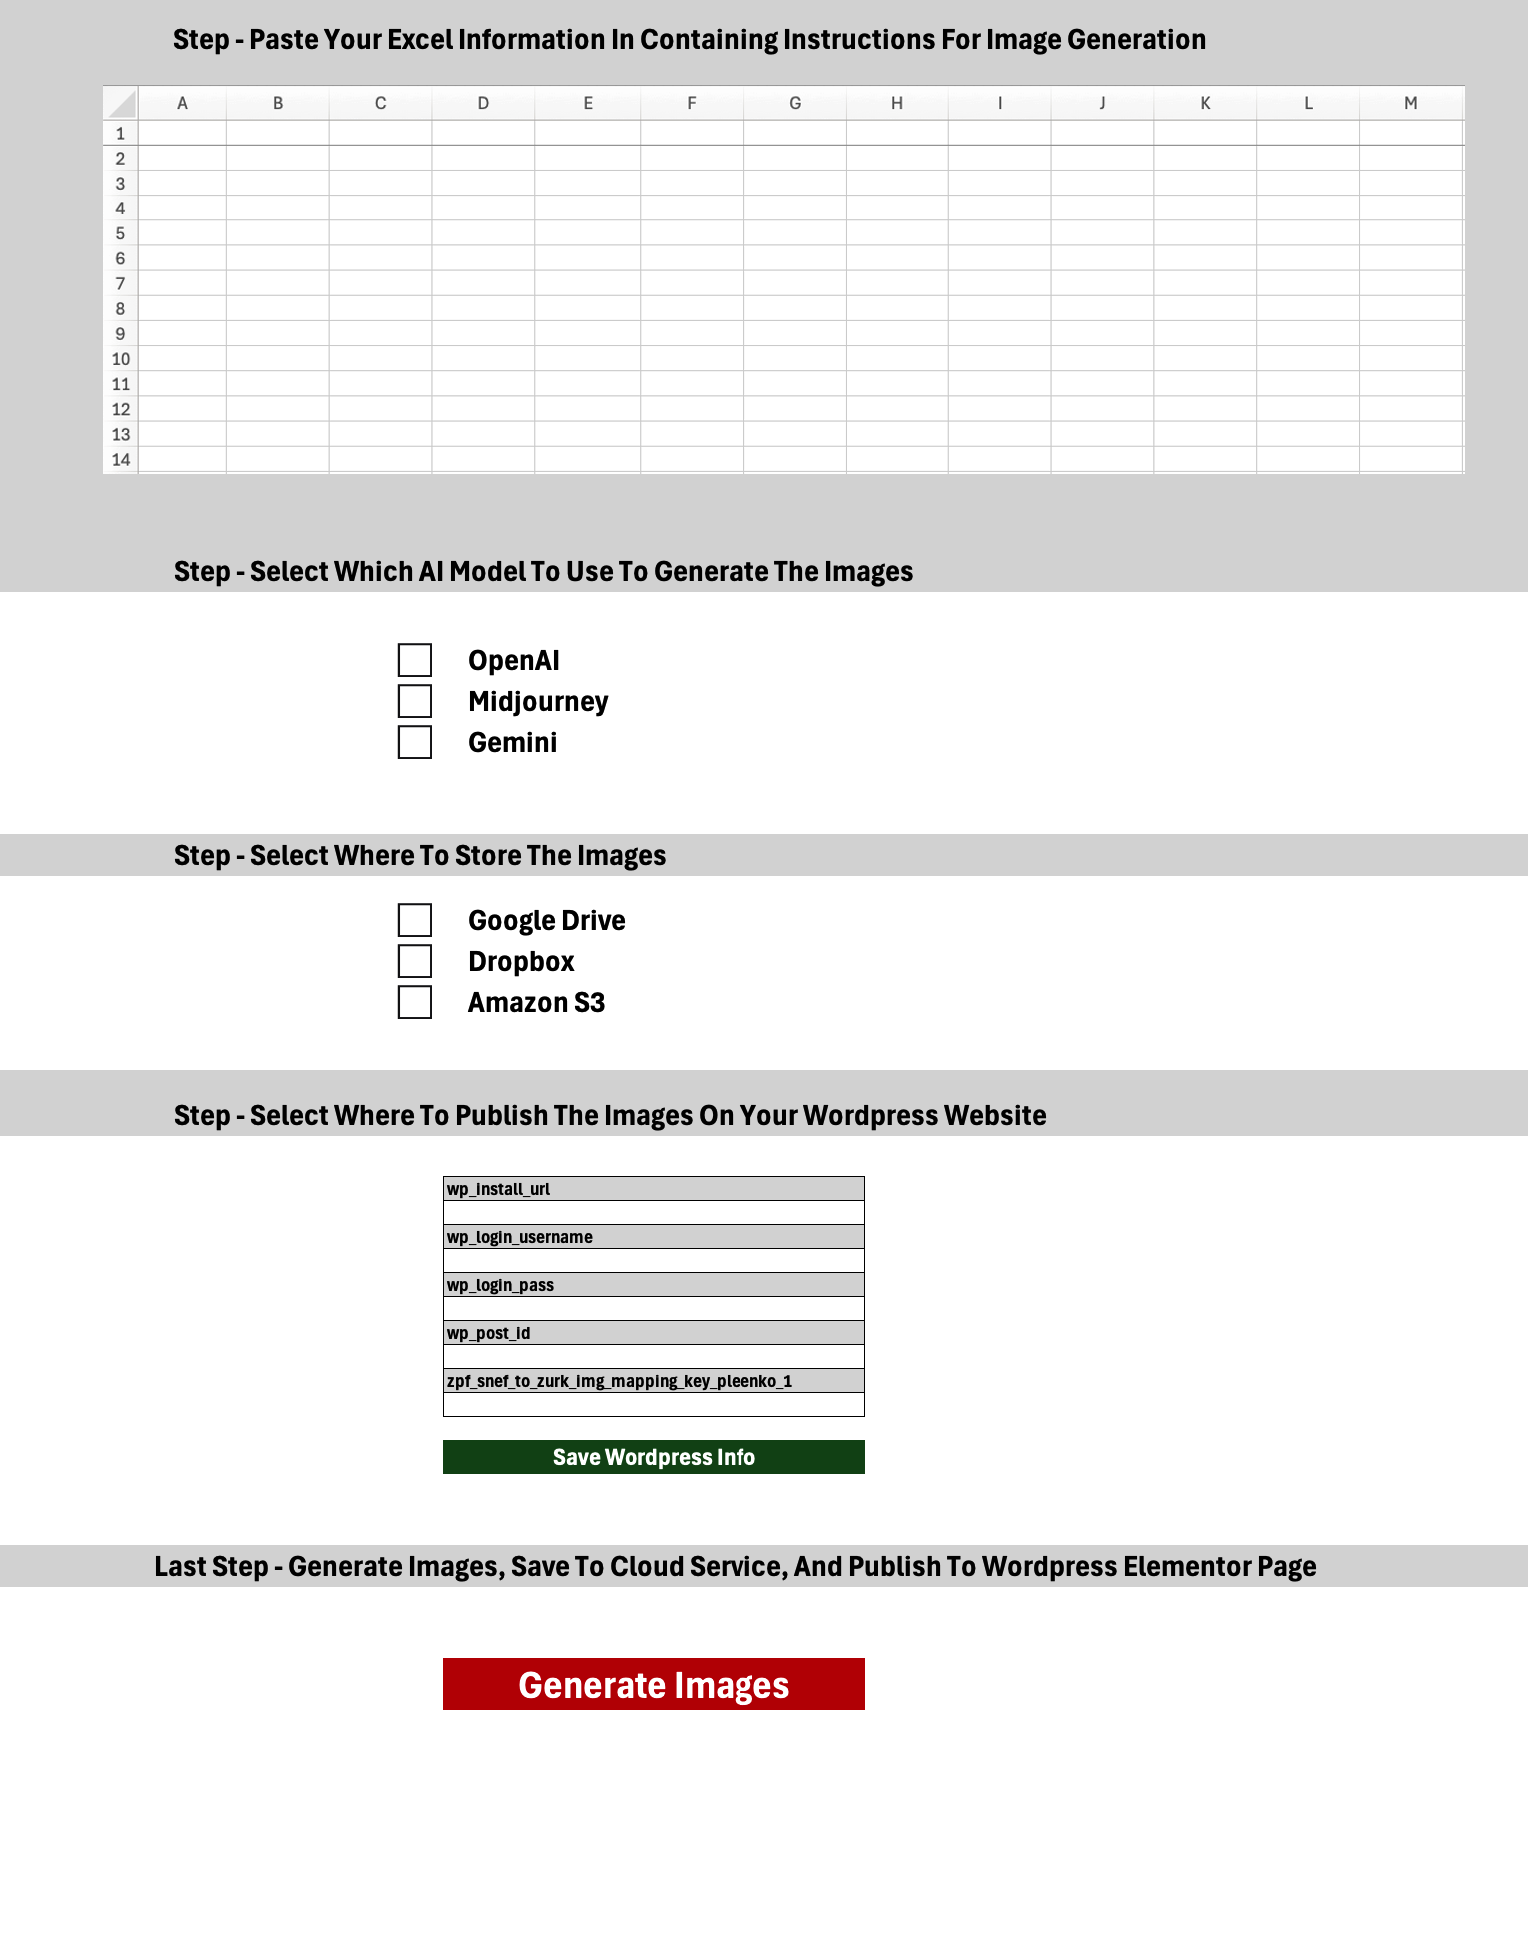 Step - Paste Your Excel Information In Containing Instructions For Image Generation
A B C D E F G H I J K L M
1
2
3
4
5
6
7
8
9
10
11
12
13
14
Step - Select Which AI Model To Use To Generate The Images
OpenAI
Midjourney
Gemini
Step - Select Where To Store The Images
Google Drive
Dropbox
Amazon S3
Step - Select Where To Publish The Images On Your Wordpress Website
wp_install_url
wp_login_username
wp_login_pass
wp_post_id
zpf_snef_to_zurk_img_mapping_key_pleenko_1
Save Wordpress Info
Last Step - Generate Images, Save To Cloud Service, And Publish To Wordpress Elementor Page
Generate Images